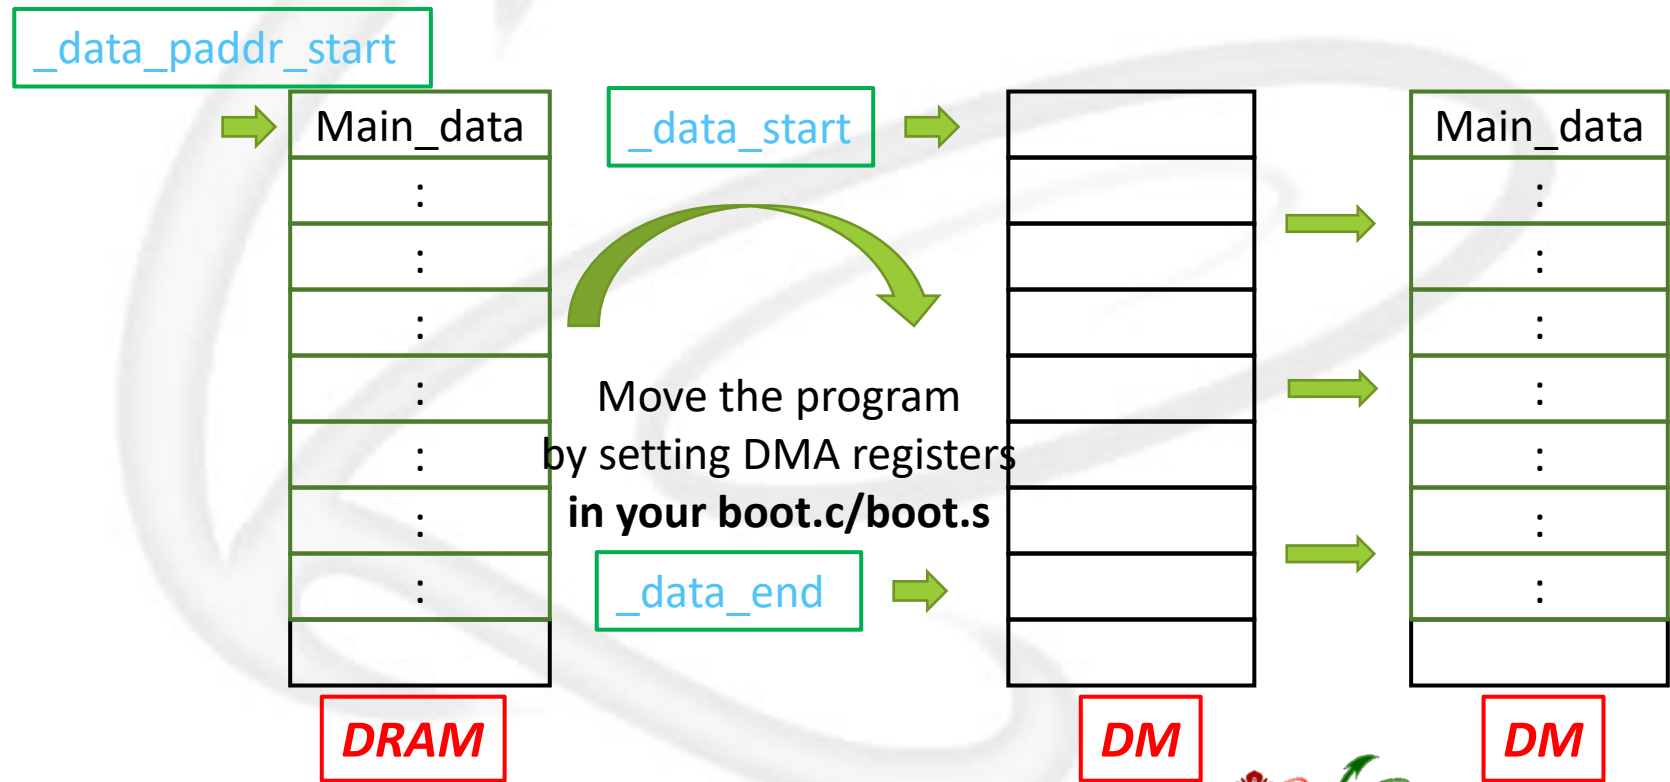 _data_paddr_start
Main_data
_data_start
Main_data
:
:
:
:
:
:
:
:
:
:
:
:
:
:
Move the program
by setting DMA registers
in your boot.c/boot.s
_data_end
DRAM
DM
DM